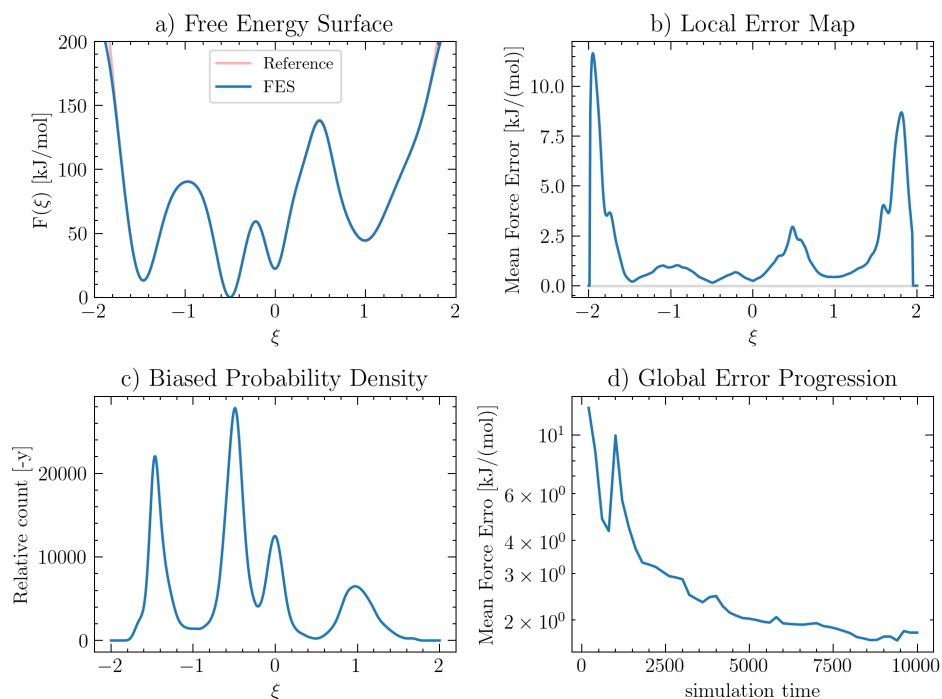 a) Free Energy Surface
200
150
100
50
0
F(ξ) [kJ/mol]
Reference
FES
−2
−1
0
1
2
ξ
b) Local Error Map
10.0
7.5
5.0
2.5
0.0
Mean Force Error [kJ/(mol)]
−2
−1
0
1
2
ξ
c) Biased Probability Density
20000
10000
0
Relative count [-y]
−2
−1
0
1
2
ξ
d) Global Error Progression
10¹
6 × 10⁰
4 × 10⁰
3 × 10⁰
2 × 10⁰
Mean Force Erro [kJ/(mol)]
0
2500
5000
7500
10000
simulation time